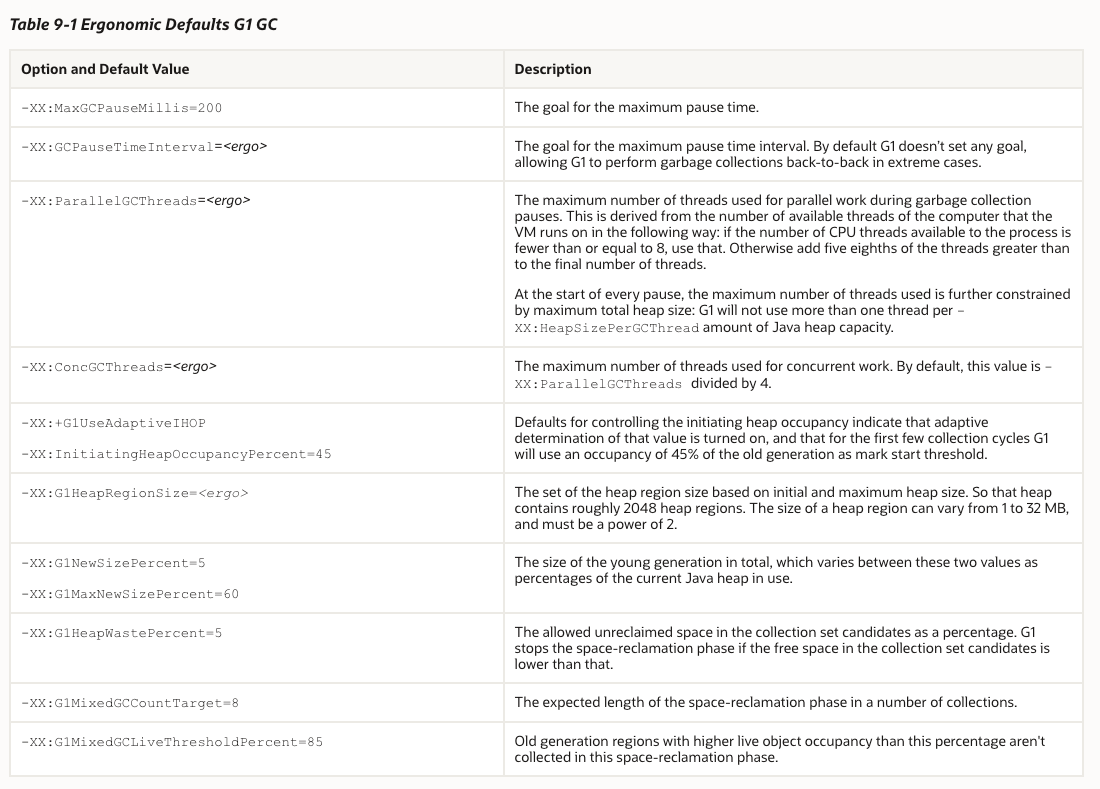 Table 9-1 Ergonomic Defaults G1 GC
Option and Default Value
Description
-XX:MaxGCPauseMillis=200
The goal for the maximum pause time.
-XX:GCPauseTimeInterval=<ergo>
The goal for the maximum pause time interval. By default G1 doesn't set any goal,
allowing G1 to perform garbage collections back-to-back in extreme cases.
-XX:ParallelGCThreads=<ergo>
The maximum number of threads used for parallel work during garbage collection
pauses. This is derived from the number of available threads of the computer that the
VM runs on in the following way: if the number of CPU threads available to the process is
fewer than or equal to 8, use that. Otherwise add five eighths of the threads greater than
to the final number of threads.
At the start of every pause, the maximum number of threads used is further constrained
by maximum total heap size: G1 will not use more than one thread per -
XX:HeapSizePerGCThread amount of Java heap capacity.
-XX:ConcGCThreads=<ergo>
The maximum number of threads used for concurrent work. By default, this value is -
XX:ParallelGCThreads divided by 4.
-XX:+G1UseAdaptiveIHOP
-XX:InitiatingHeapOccupancyPercent=45
Defaults for controlling the initiating heap occupancy indicate that adaptive
determination of that value is turned on, and that for the first few collection cycles G1
will use an occupancy of 45% of the old generation as mark start threshold.
-XX:G1HeapRegionSize=<ergo>
The set of the heap region size based on initial and maximum heap size. So that heap
contains roughly 2048 heap regions. The size of a heap region can vary from 1 to 32 MB,
and must be a power of 2.
-XX:G1NewSizePercent=5
-XX:G1MaxNewSizePercent=60
The size of the young generation in total, which varies between these two values as
percentages of the current Java heap in use.
-XX:G1HeapWastePercent=5
The allowed unreclaimed space in the collection set candidates as a percentage. G1
stops the space-reclamation phase if the free space in the collection set candidates is
lower than that.
-XX:G1MixedGCCountTarget=8
The expected length of the space-reclamation phase in a number of collections.
-XX:G1MixedGCLiveThresholdPercent=85
Old generation regions with higher live object occupancy than this percentage aren't
collected in this space-reclamation phase.